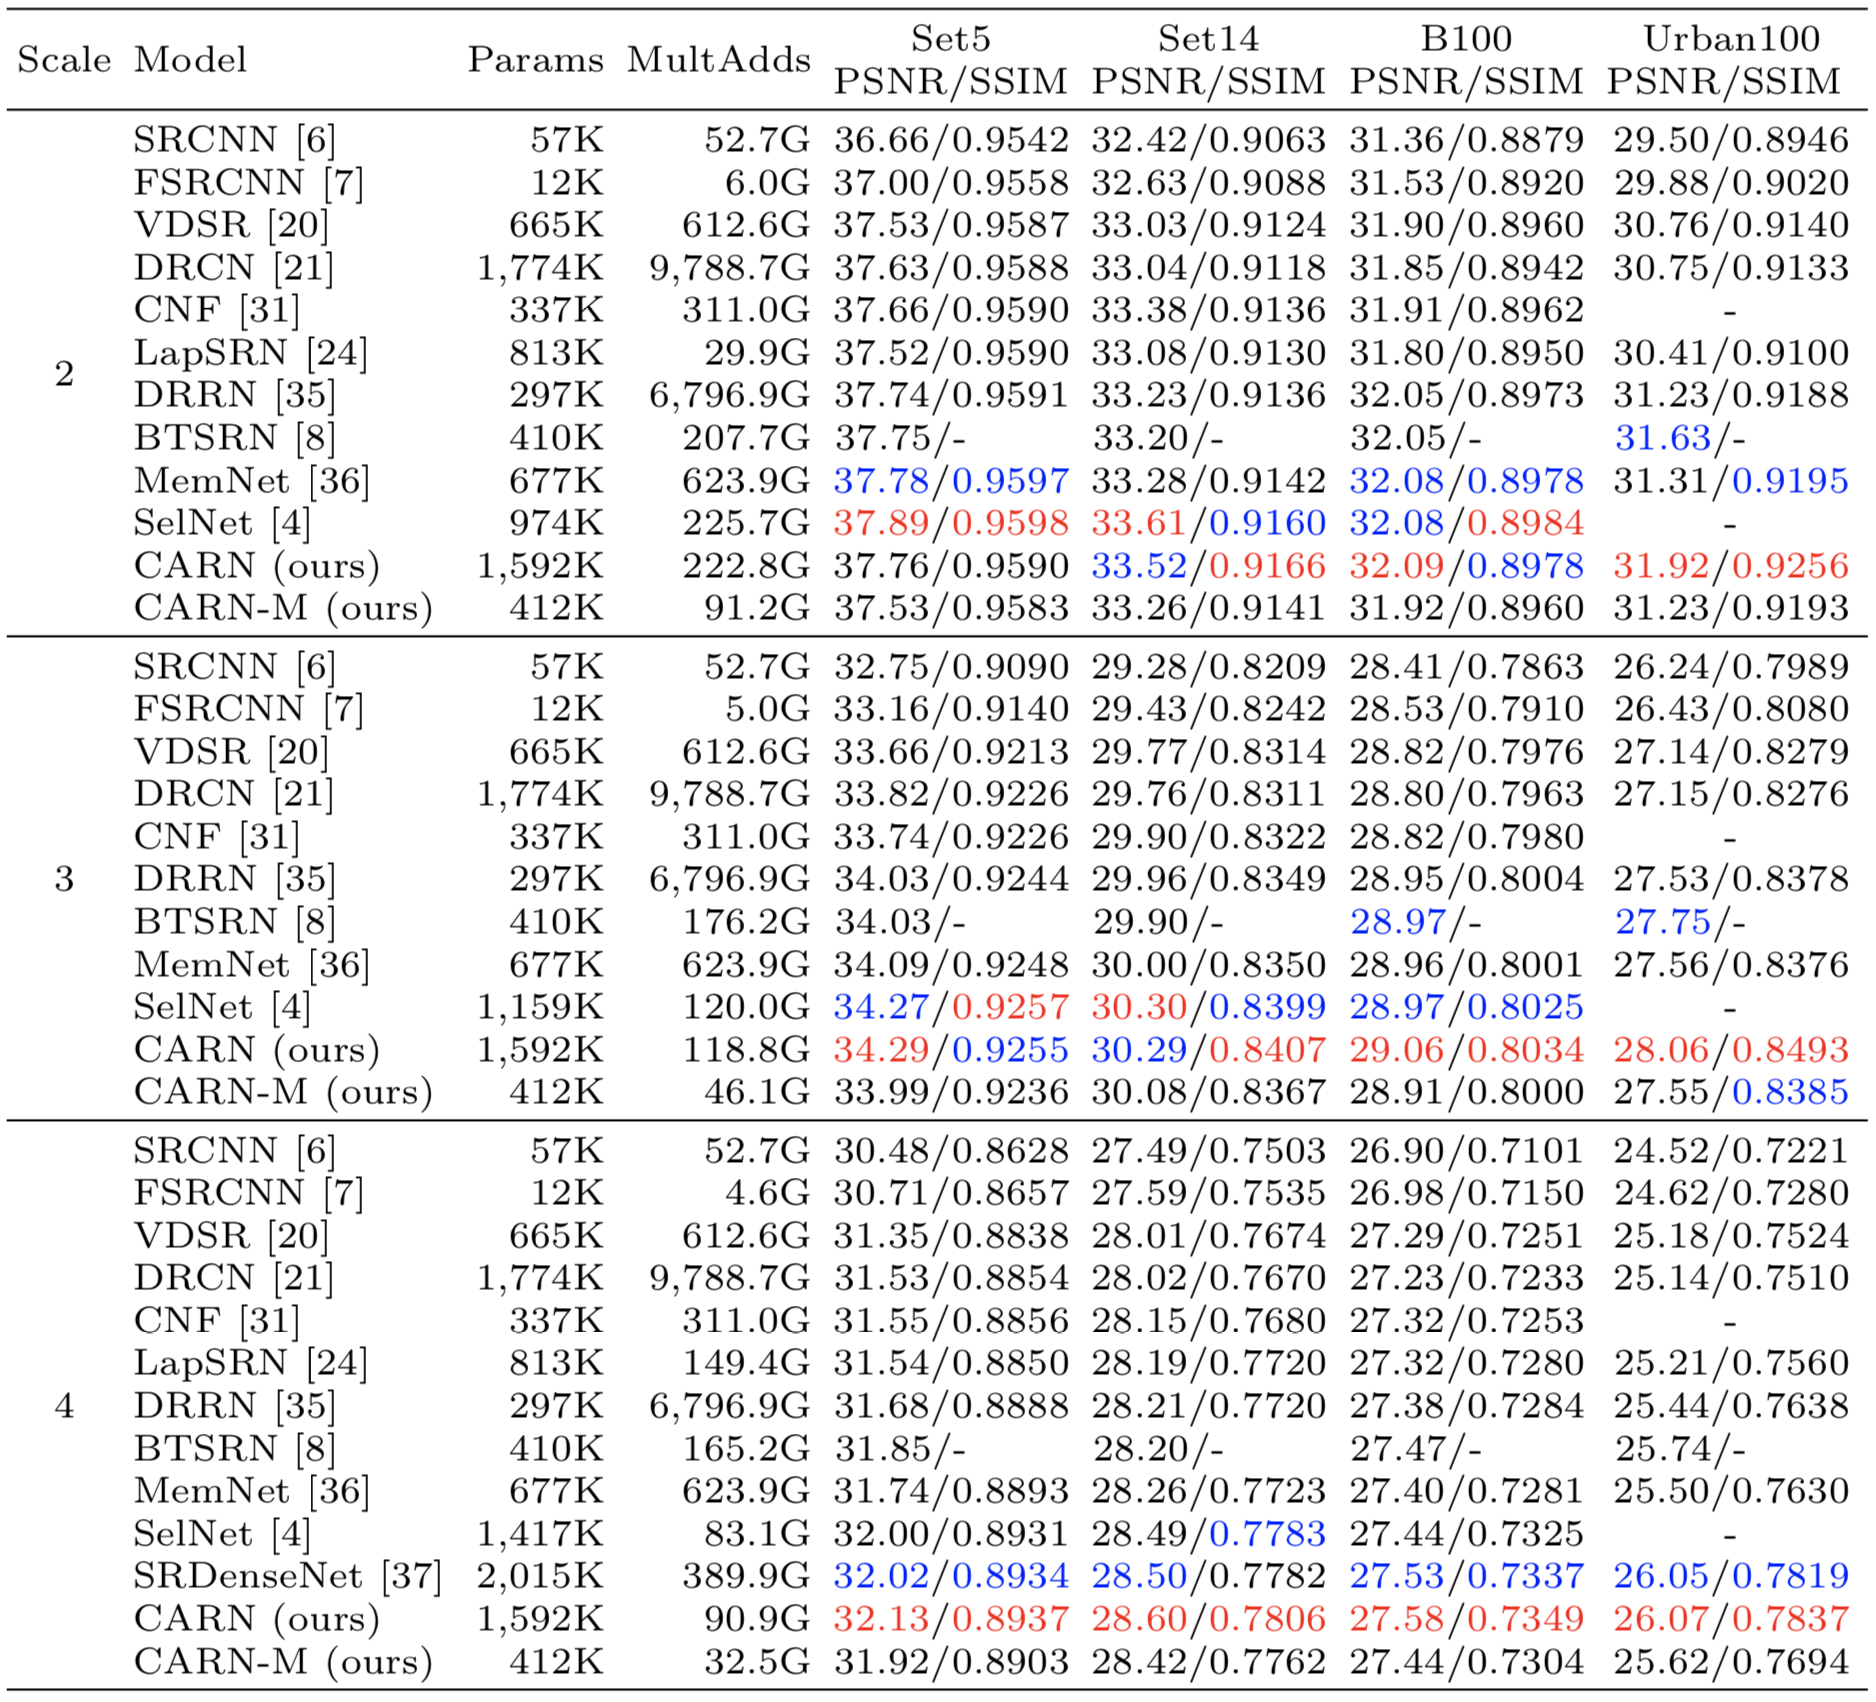 Scale Model Params MultAdds Set5 PSNR/SSIM Set14 PSNR/SSIM B100 PSNR/SSIM Urban100 PSNR/SSIM
2
SRCNN [6] 57K 52.7G 36.66/0.9542 32.42/0.9063 31.36/0.8879 29.50/0.8946
FSRCNN [7] 12K 6.0G 37.00/0.9558 32.63/0.9088 31.53/0.8920 29.88/0.9020
VDSR [20] 665K 612.6G 37.53/0.9587 33.03/0.9124 31.90/0.8960 30.76/0.9140
DRCN [21] 1,774K 9,788.7G 37.63/0.9588 33.04/0.9118 31.85/0.8942 30.75/0.9133
CNF [31] 337K 311.0G 37.66/0.9590 33.38/0.9136 31.91/0.8962 -
LapSRN [24] 813K 29.9G 37.52/0.9590 33.08/0.9130 31.80/0.8950 30.41/0.9100
DRRN [35] 297K 6,796.9G 37.74/0.9591 33.23/0.9136 32.05/0.8973 31.23/0.9188
BTSRN [8] 410K 207.7G 37.75/- 33.20/- 32.05/- 31.63/-
MemNet [36] 677K 623.9G 37.78/0.9597 33.28/0.9142 32.08/0.8978 31.31/0.9195
SelNet [4] 974K 225.7G 37.89/0.9598 33.61/0.9160 32.08/0.8984 -
CARN (ours) 1,592K 222.8G 37.76/0.9590 33.52/0.9166 32.09/0.8978 31.92/0.9256
CARN-M (ours) 412K 91.2G 37.53/0.9583 33.26/0.9141 31.92/0.8960 31.23/0.9193
3
SRCNN [6] 57K 52.7G 32.75/0.9090 29.28/0.8209 28.41/0.7863 26.24/0.7989
FSRCNN [7] 12K 5.0G 33.16/0.9140 29.43/0.8242 28.53/0.7910 26.43/0.8080
VDSR [20] 665K 612.6G 33.66/0.9213 29.77/0.8314 28.82/0.7976 27.14/0.8279
DRCN [21] 1,774K 9,788.7G 33.82/0.9226 29.76/0.8311 28.80/0.7963 27.15/0.8276
CNF [31] 337K 311.0G 33.74/0.9226 29.90/0.8322 28.82/0.7980 -
DRRN [35] 297K 6,796.9G 34.03/0.9244 29.96/0.8349 28.95/0.8004 27.53/0.8378
BTSRN [8] 410K 176.2G 34.03/- 29.90/- 28.97/- 27.75/-
MemNet [36] 677K 623.9G 34.09/0.9248 30.00/0.8350 28.96/0.8001 27.56/0.8376
SelNet [4] 1,159K 120.0G 34.27/0.9257 30.30/0.8399 28.97/0.8025 -
CARN (ours) 1,592K 118.8G 34.29/0.9255 30.29/0.8407 29.06/0.8034 28.06/0.8493
CARN-M (ours) 412K 46.1G 33.99/0.9236 30.08/0.8367 28.91/0.8000 27.55/0.8385
4
SRCNN [6] 57K 52.7G 30.48/0.8628 27.49/0.7503 26.90/0.7101 24.52/0.7221
FSRCNN [7] 12K 4.6G 30.71/0.8657 27.59/0.7535 26.98/0.7150 24.62/0.7280
VDSR [20] 665K 612.6G 31.35/0.8838 28.01/0.7674 27.29/0.7251 25.18/0.7524
DRCN [21] 1,774K 9,788.7G 31.53/0.8854 28.02/0.7670 27.23/0.7233 25.14/0.7510
CNF [31] 337K 311.0G 31.55/0.8856 28.15/0.7680 27.32/0.7253 -
LapSRN [24] 813K 149.4G 31.54/0.8850 28.19/0.7720 27.32/0.7280 25.21/0.7560
DRRN [35] 297K 6,796.9G 31.68/0.8888 28.21/0.7720 27.38/0.7284 25.44/0.7638
BTSRN [8] 410K 165.2G 31.85/- 28.20/- 27.47/- 25.74/-
MemNet [36] 677K 623.9G 31.74/0.8893 28.26/0.7723 27.40/0.7281 25.50/0.7630
SelNet [4] 1,417K 83.1G 32.00/0.8931 28.49/0.7783 27.44/0.7325 -
SRDenseNet [37] 2,015K 389.9G 32.02/0.8934 28.50/0.7782 27.53/0.7337 26.05/0.7819
CARN (ours) 1,592K 90.9G 32.13/0.8937 28.60/0.7806 27.58/0.7349 26.07/0.7837
CARN-M (ours) 412K 32.5G 31.92/0.8903 28.42/0.7762 27.44/0.7304 25.62/0.7694